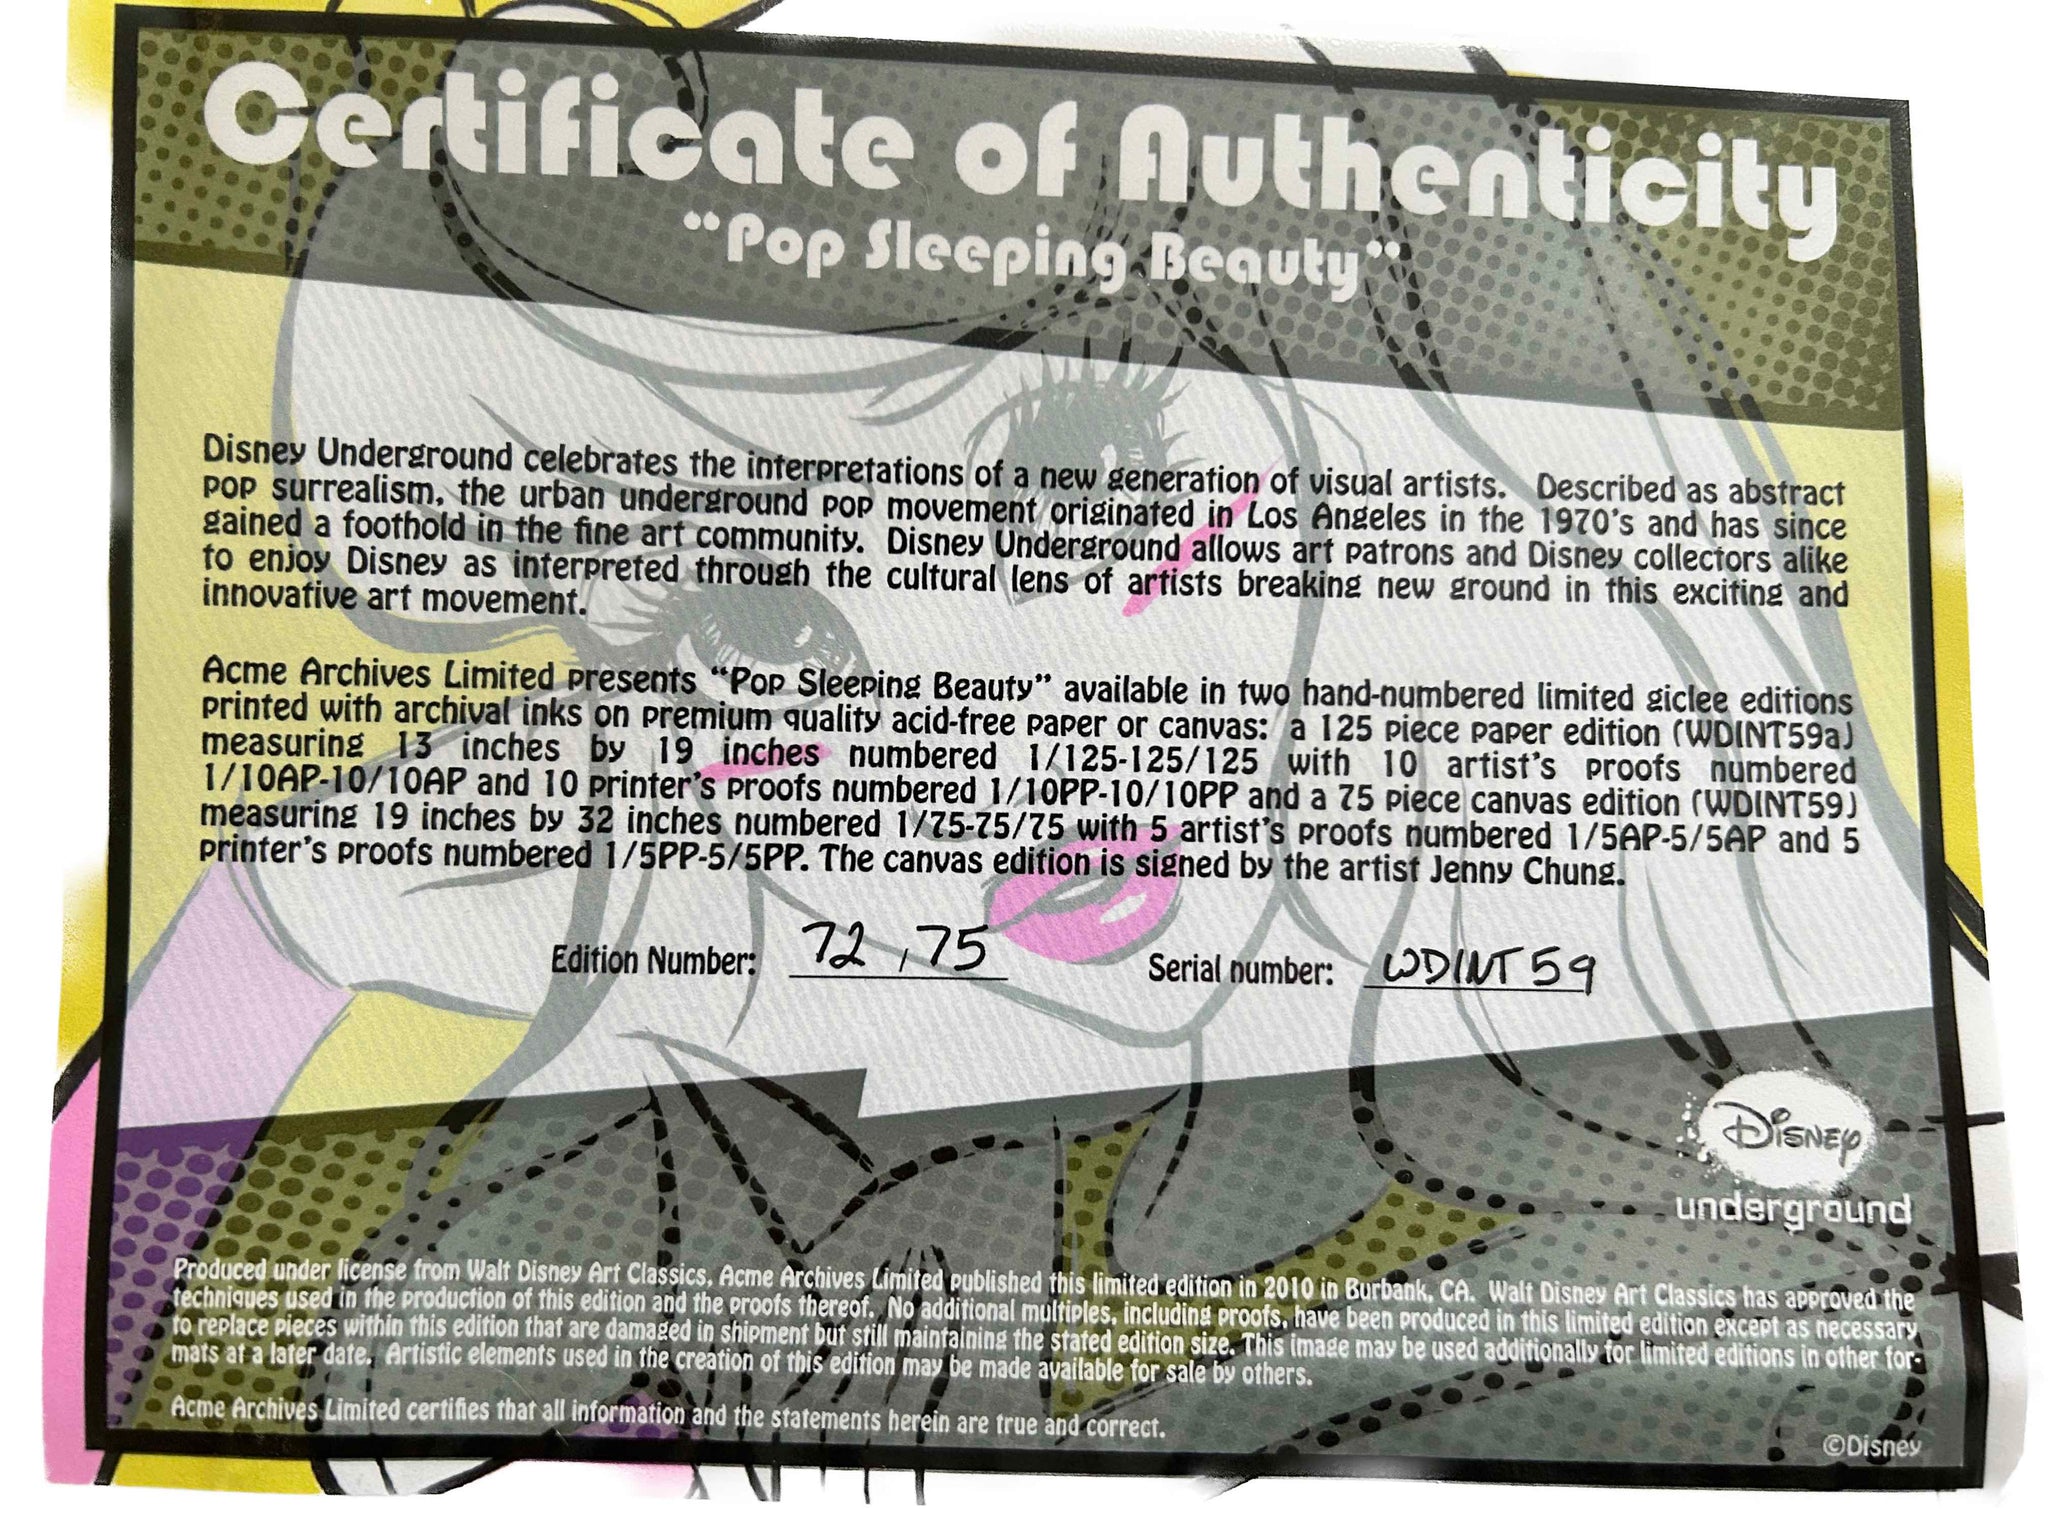 Certificate of Authenticity
“Pop Sleeping Beauty”
Disney Underground celebrates the interpretations of a new generation of visual artists. Described as abstract
pop surrealism, the urban underground pop movement originated in Los Angeles in the 1970's and has since
gained a foothold in the fine art community. Disney Underground allows art patrons and Disney collectors alike
to enjoy Disney as interpreted through the cultural lens of artists breaking new ground in this exciting and
innovative art movement.
Acme Archives Limited presents “Pop Sleeping Beauty” available in two hand-numbered limited giclee editions
printed with archival inks on premium quality acid-free paper or canvas: a 125 piece paper edition (WDINT59a)
measuring 13 inches by 19 inches numbered 1/125-125/125 with 10 artist's proofs numbered
1/10AP-10/10AP and 10 printer's proofs numbered 1/10PP-10/10PP and a 75 piece canvas edition (WDINT59)
measuring 19 inches by 32 inches numbered 1/75-75/75 with 5 artist's proofs numbered 1/5AP-5/5AP and 5
printer's proofs numbered 1/5PP-5/5PP. The canvas edition is signed by the artist Jenny Chung.
Edition Number: 72 , 75 Serial number: WDINT59
Disney
underground
Produced under license from Walt Disney Art Classics, Acme Archives Limited published this limited edition in 2010 in Burbank, CA. Walt Disney Art Classics has approved the
techniques used in the production of this edition and the proofs thereof. No additional multiples, including proofs, have been produced in this limited edition except as necessary
to replace pieces within this edition that are damaged in shipment but still maintaining the stated edition size. This image may be used additionally for limited editions in other for-
mats at a later date. Artistic elements used in the creation of this edition may be made available for sale by others.
Acme Archives Limited certifies that all information and the statements herein are true and correct.
©Disney